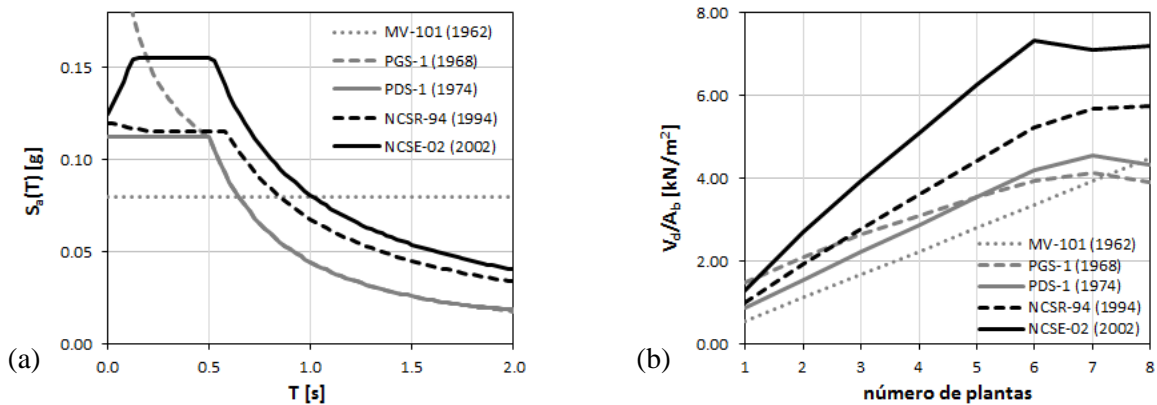 MV-101 (1962)
PGS-1 (1968)
PDS-1 (1974)
NCSR-94 (1994)
NCSE-02 (2002)
0.15
0.10
0.05
0.00
Sa(T) [g]
0.0 0.5 1.0 1.5 2.0
T [s]
(a)
8.00
6.00
4.00
2.00
0.00
Vd/Ab [kN/m²]
MV-101 (1962)
PGS-1 (1968)
PDS-1 (1974)
NCSR-94 (1994)
NCSE-02 (2002)
1 2 3 4 5 6 7 8
número de plantas
(b)